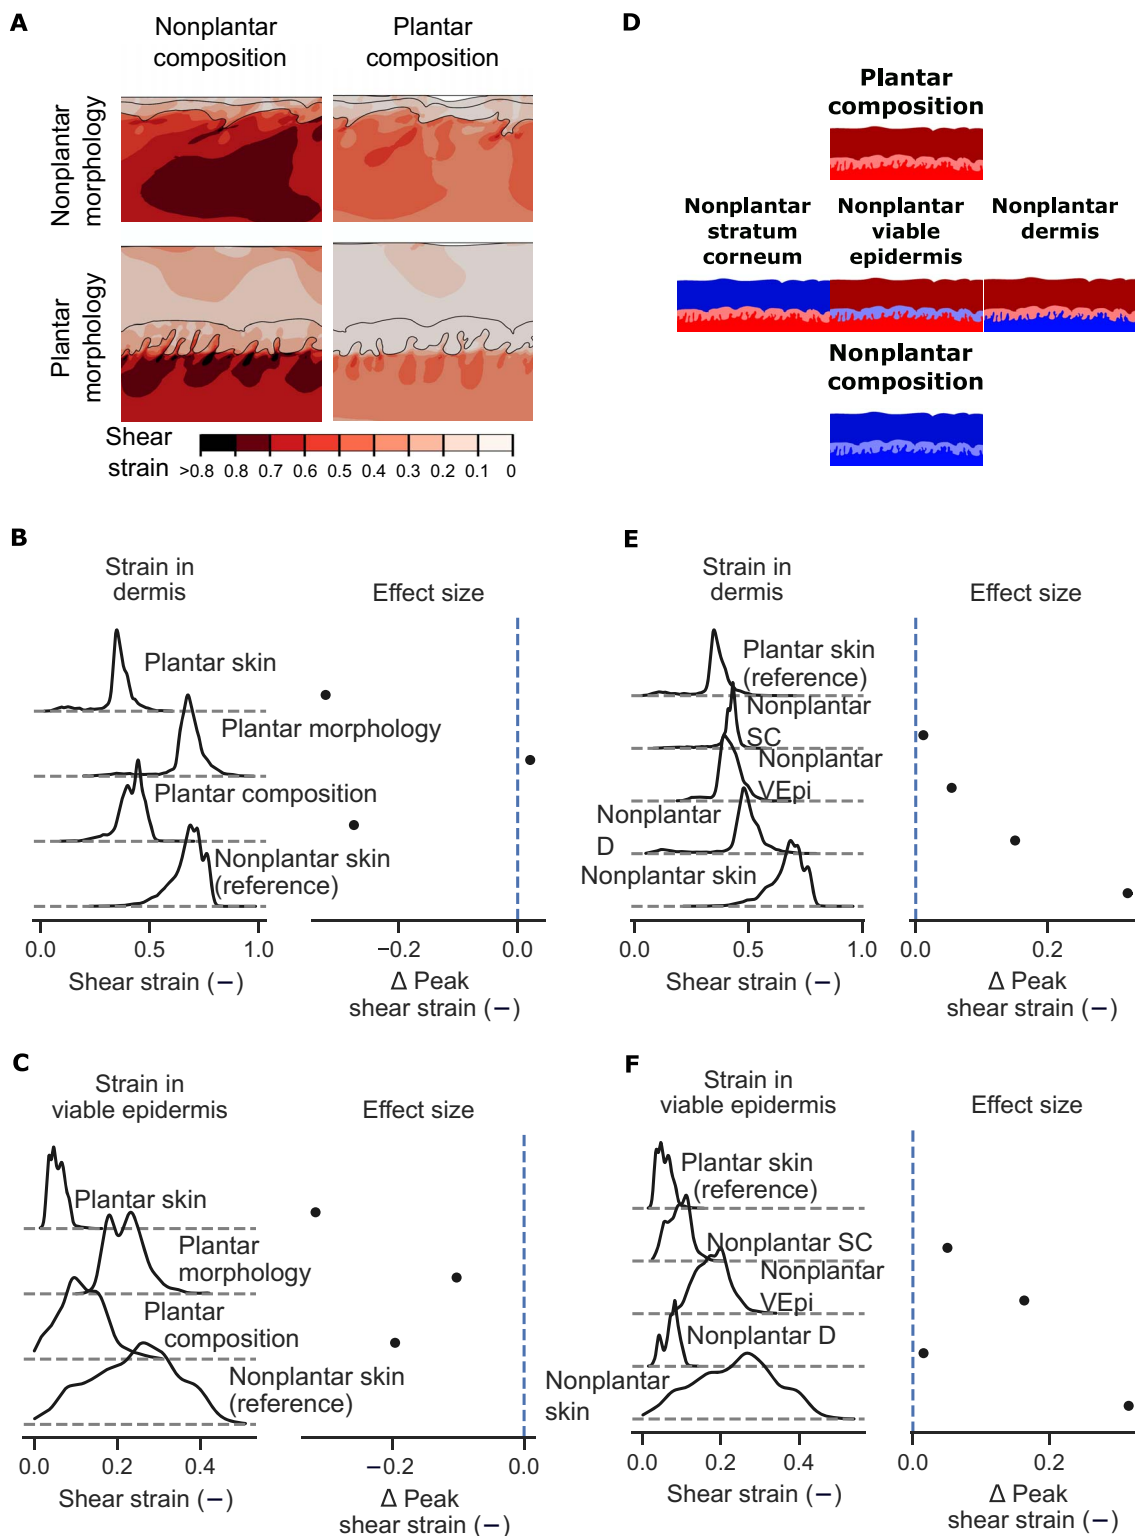 A
Nonplantar
composition
Plantar
composition
Nonplantar
morphology
Plantar
morphology
Shear
strain
>0.8 0.8 0.7 0.6 0.5 0.4 0.3 0.2 0.1 0
D
Plantar
composition
Nonplantar
stratum
corneum
Nonplantar
viable
epidermis
Nonplantar
dermis
Nonplantar
composition
B
Strain in
dermis
Effect size
Plantar skin
Plantar morphology
Plantar composition
Nonplantar skin
(reference)
0.0 0.5 1.0
Shear strain (−)
−0.2 0.0
Δ Peak
shear strain (−)
E
Strain in
dermis
Effect size
Plantar skin
(reference)
Nonplantar
SC
Nonplantar
VEpi
Nonplantar
D
Nonplantar skin
0.0 0.5 1.0
Shear strain (−)
0.0 0.2
Δ Peak
shear strain (−)
C
Strain in
viable epidermis
Effect size
Plantar skin
Plantar
morphology
Plantar
composition
Nonplantar skin
(reference)
0.0 0.2 0.4
Shear strain (−)
−0.2 0.0
Δ Peak
shear strain (−)
F
Strain in
viable epidermis
Effect size
Plantar skin
(reference)
Nonplantar SC
Nonplantar
VEpi
Nonplantar D
Nonplantar
skin
0.0 0.2 0.4
Shear strain (−)
0.0 0.2
Δ Peak
shear strain (−)